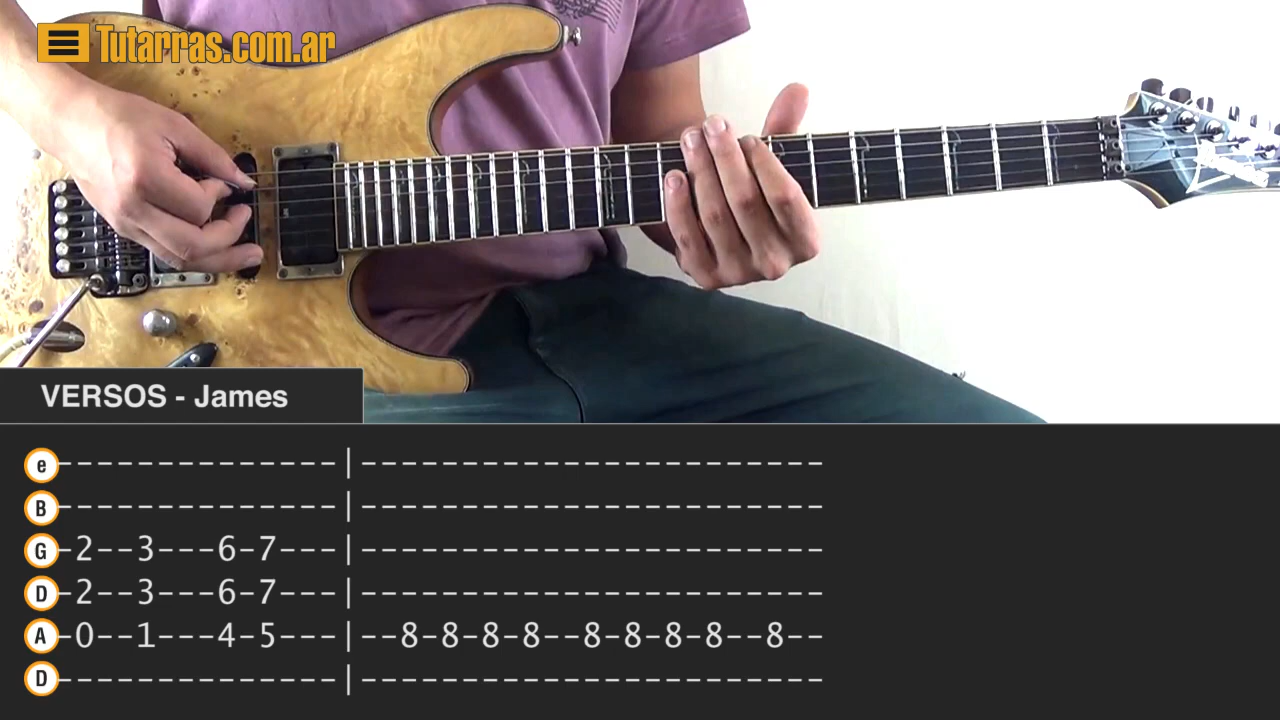 Tutarras.com.ar
VERSOS - James
e--------------|-----------------------
B--------------|-----------------------
G-2--3---6-7---|-----------------------
D-2--3---6-7---|-----------------------
A-0--1---4-5---|--8-8-8-8--8-8-8-8--8--
D--------------|-----------------------